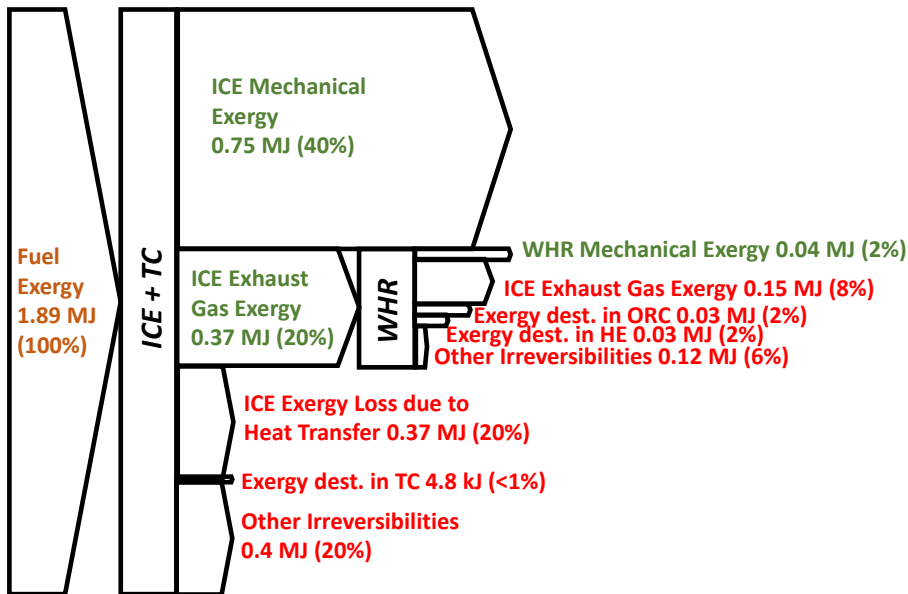 ICE Mechanical
Exergy
0.75 MJ (40%)
Fuel
Exergy
1.89 MJ
(100%)
ICE + TC
ICE Exhaust
Gas Exergy
0.37 MJ (20%)
WHR
WHR Mechanical Exergy 0.04 MJ (2%)
ICE Exhaust Gas Exergy 0.15 MJ (8%)
Exergy dest. in ORC 0.03 MJ (2%)
Exergy dest. in HE 0.03 MJ (2%)
Other Irreversibilities 0.12 MJ (6%)
ICE Exergy Loss due to
Heat Transfer 0.37 MJ (20%)
Exergy dest. in TC 4.8 kJ (<1%)
Other Irreversibilities
0.4 MJ (20%)